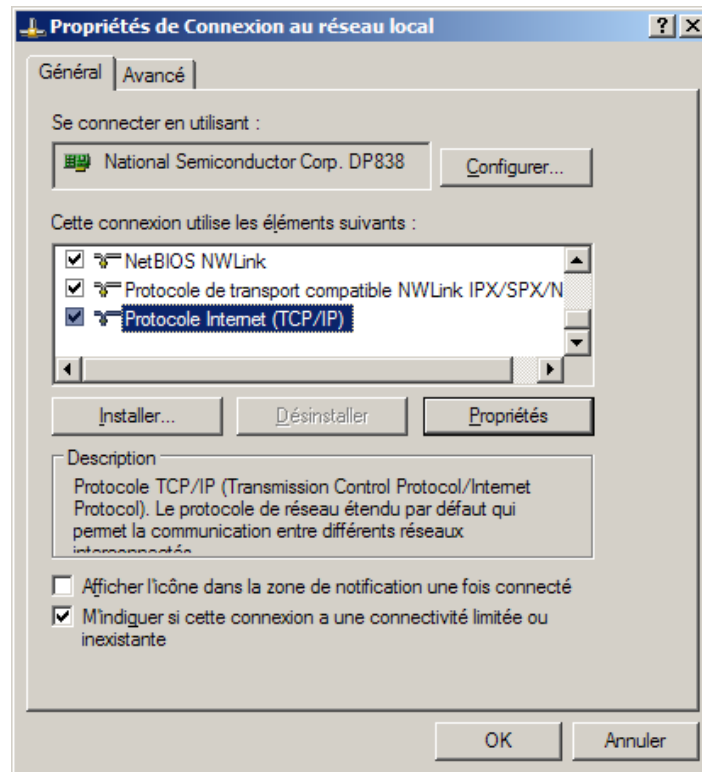 Propriétés de Connexion au réseau local
Général
Avancé
Se connecter en utilisant :
National Semiconductor Corp. DP838
Configurer...
Cette connexion utilise les éléments suivants :
NetBIOS NWLink
Protocole de transport compatible NWLink IPX/SPX/N
Protocole Internet (TCP/IP)
Installer...
Désinstaller
Propriétés
Description
Protocole TCP/IP (Transmission Control Protocol/Internet
Protocol). Le protocole de réseau étendu par défaut qui
permet la communication entre différents réseaux
interconnectés.
Afficher l'icône dans la zone de notification une fois connecté
M'indiquer si cette connexion a une connectivité limitée ou
inexistante
OK
Annuler